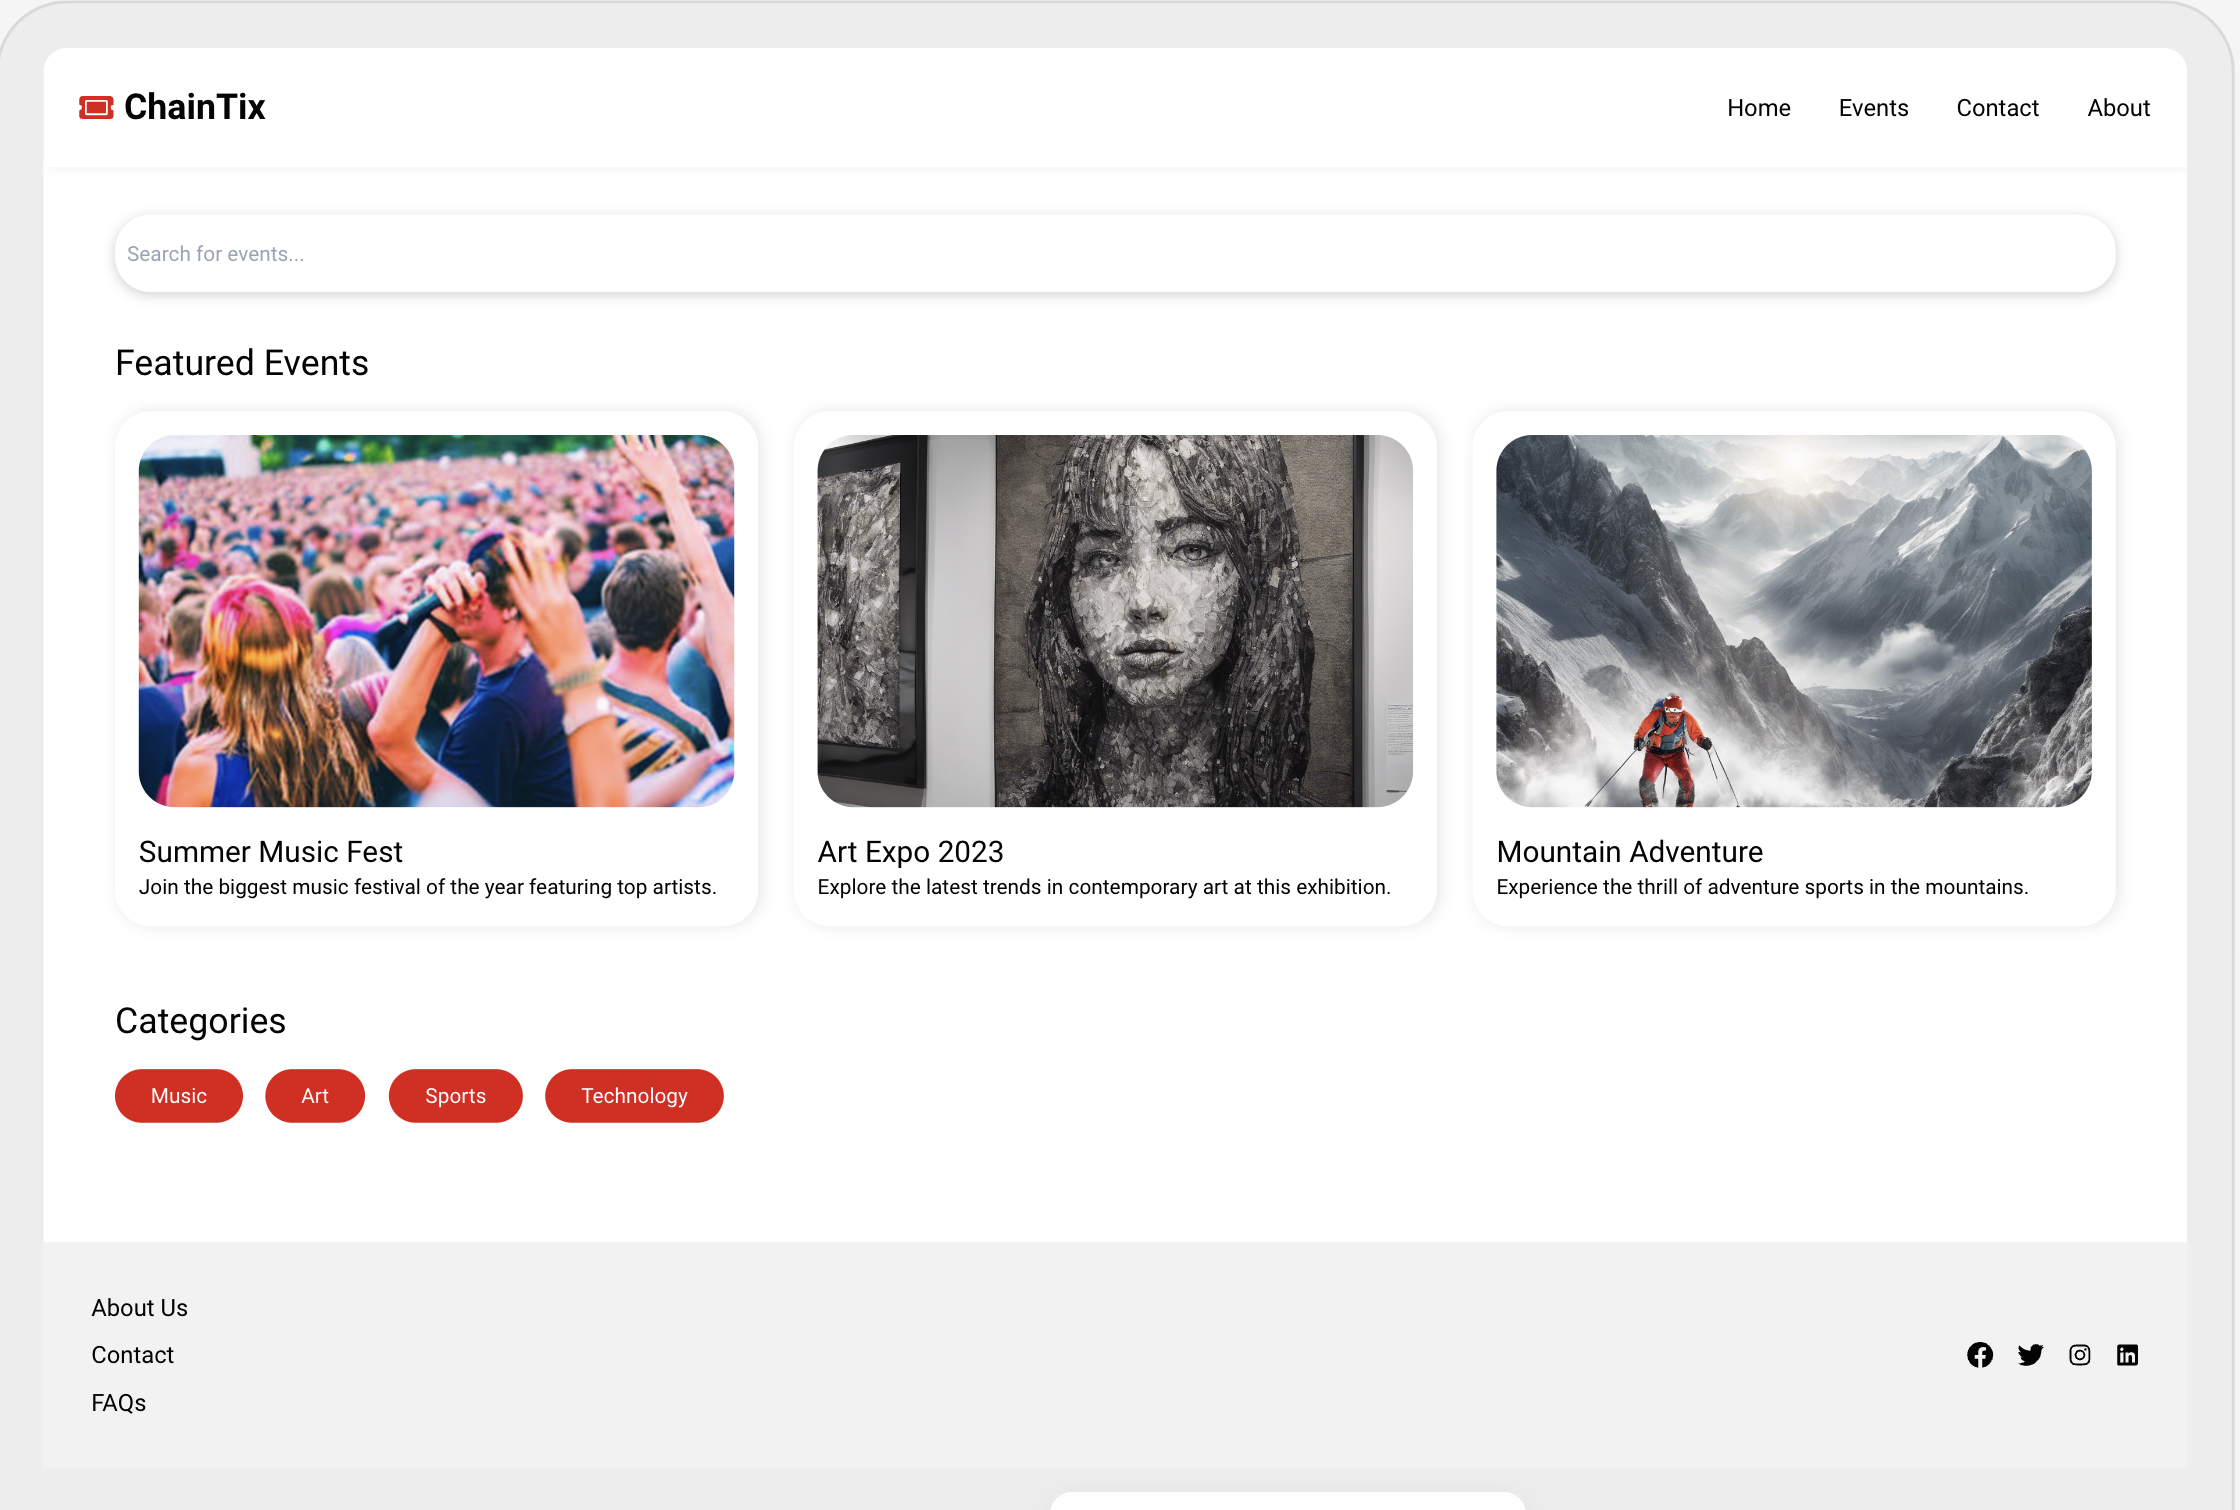 ChainTix
Home Events Contact About
Search for events...
Featured Events
Summer Music Fest
Join the biggest music festival of the year featuring top artists.
Art Expo 2023
Explore the latest trends in contemporary art at this exhibition.
Mountain Adventure
Experience the thrill of adventure sports in the mountains.
Categories
Music Art Sports Technology
About Us
Contact
FAQs